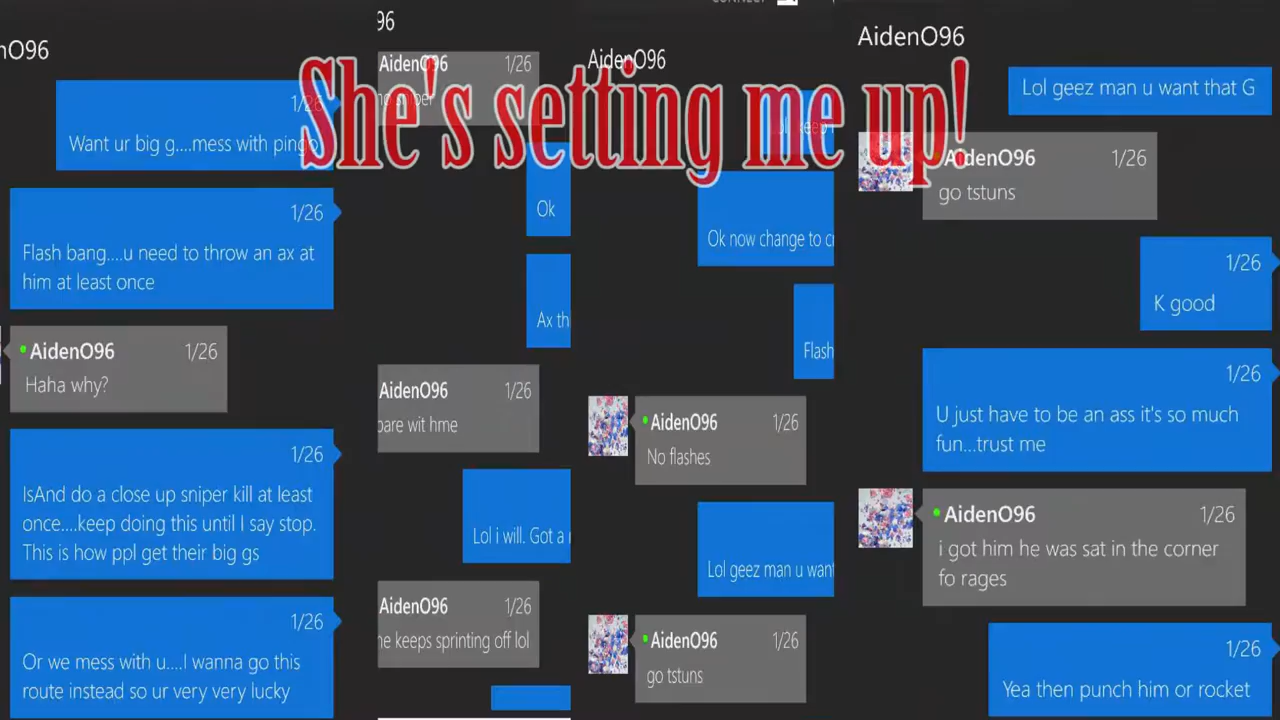 She's setting me up!
nO96
1/26
Want ur big g....mess with pingo
1/26
Flash bang....u need to throw an ax at
him at least once
AidenO96 1/26
Haha why?
1/26
IsAnd do a close up sniper kill at least
once....keep doing this until I say stop.
This is how ppl get their big gs
1/26
Or we mess with u....I wanna go this
route instead so ur very very lucky
96
AidenO96 1/26
no sniper
Ok
Ax th
AidenO96 1/26
pare wit hme
Lol i will. Got a
AidenO96 1/26
he keeps sprinting off lol
AidenO96
keep
Ok now change to
Flash
AidenO96 1/26
No flashes
Lol geez man u want
AidenO96 1/26
go tstuns
AidenO96
Lol geez man u want that G
AidenO96 1/26
go tstuns
1/26
K good
1/26
U just have to be an ass it's so much
fun...trust me
AidenO96 1/26
i got him he was sat in the corner
fo rages
1/26
Yea then punch him or rocket